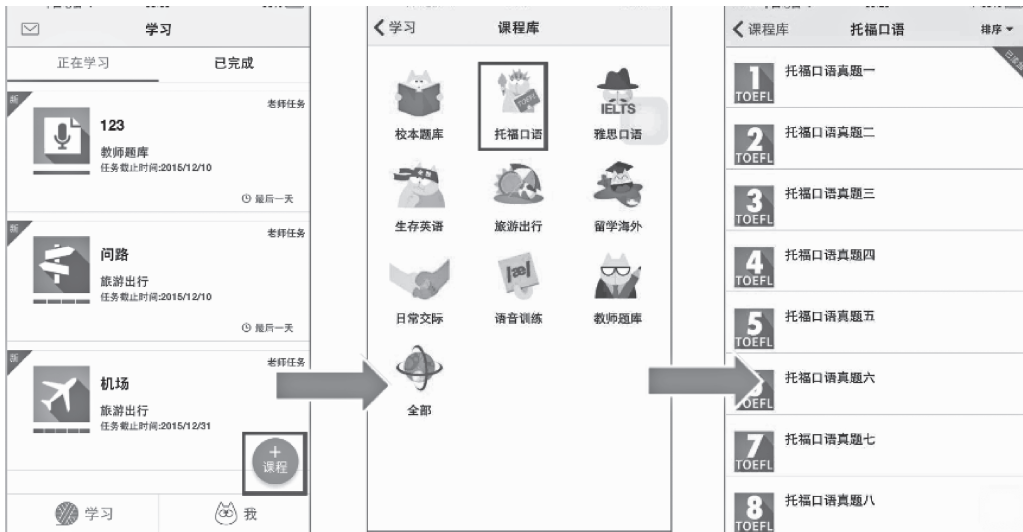 学习
正在学习
已完成
新
老师任务
123
教师题库
任务截止时间:2015/12/10
最后一天
新
老师任务
问路
旅游出行
任务截止时间:2015/12/10
最后一天
新
老师任务
机场
旅游出行
任务截止时间:2015/12/31
+
课程
学习
我
学习
课程库
校本题库
托福口语
IELTS
雅思口语
生存英语
旅游出行
留学海外
[æ]
日常交际
语音训练
教师题库
全部
课程库
托福口语
排序
1
TOEFL
托福口语真题一
2
TOEFL
托福口语真题二
3
TOEFL
托福口语真题三
4
TOEFL
托福口语真题四
5
TOEFL
托福口语真题五
托福口语真题六
7
TOEFL
托福口语真题七
8
TOEFL
托福口语真题八